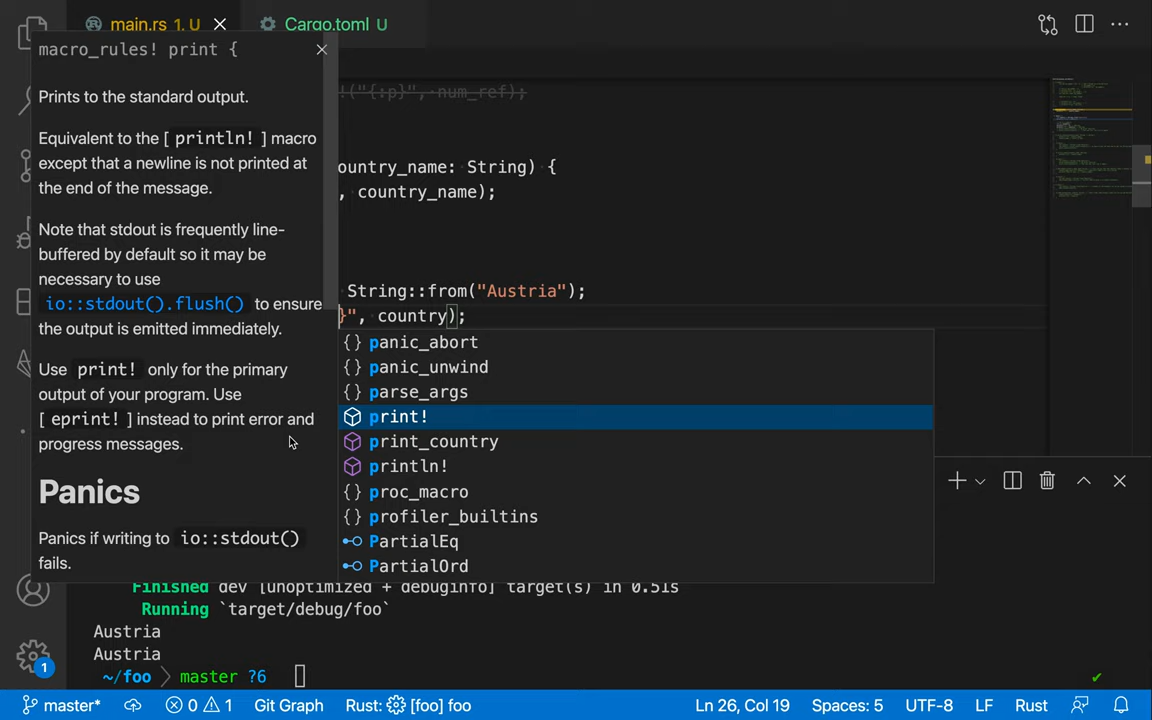 main.rs 1, U
Cargo.toml U
macro_rules! print {
!("{:p}", num_ref);
Prints to the standard output.
Equivalent to the [ println! ] macro
except that a newline is not printed at
the end of the message.
ountry_name: String) {
, country_name);
Note that stdout is frequently line-
buffered by default so it may be
necessary to use
io::stdout().flush() to ensure
the output is emitted immediately.
String::from("Austria");
}", country);
Use print! only for the primary
output of your program. Use
[ eprint! ] instead to print error and
progress messages.
Panics
Panics if writing to io::stdout()
fails.
{} panic_abort
{} panic_unwind
{} parse_args
print!
print_country
println!
{} proc_macro
{} profiler_builtins
PartialEq
PartialOrd
Finished dev [unoptimized + debuginfo] target(s) in 0.51s
Running `target/debug/foo`
Austria
Austria
~/foo master ?6
1
master* 0 1 Git Graph Rust: [foo] foo Ln 26, Col 19 Spaces: 5 UTF-8 LF Rust